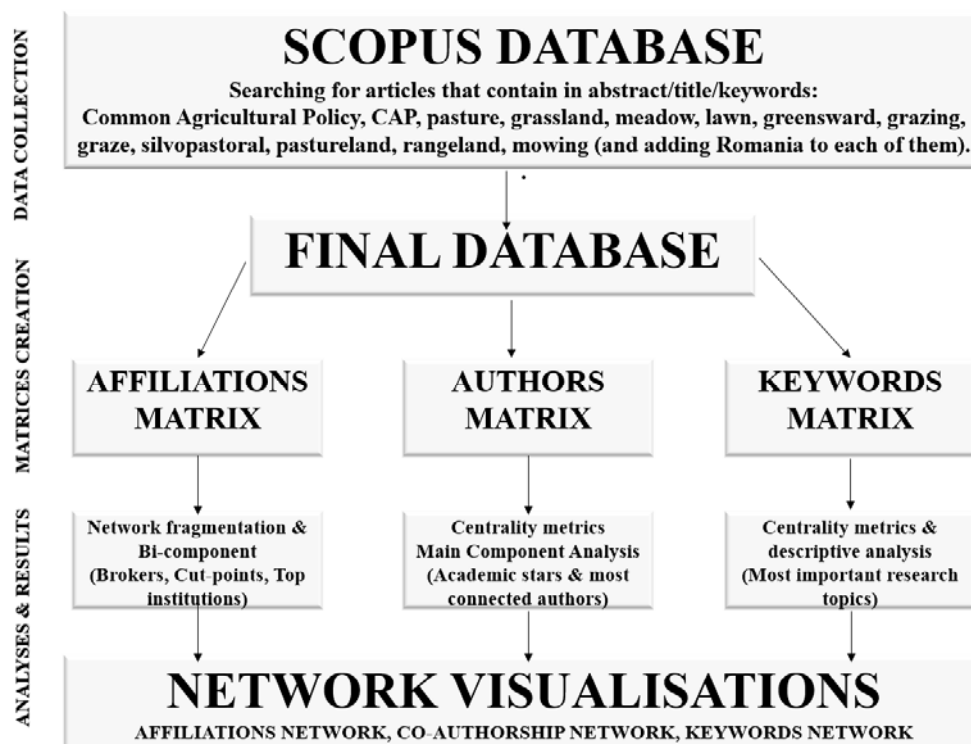 DATA COLLECTION
SCOPUS DATABASE
Searching for articles that contain in abstract/title/keywords:
Common Agricultural Policy, CAP, pasture, grassland, meadow, lawn, greensward, grazing,
graze, silvopastoral, pastureland, rangeland, mowing (and adding Romania to each of them).
.
FINAL DATABASE
MATRICES CREATION
AFFILIATIONS
MATRIX
AUTHORS
MATRIX
KEYWORDS
MATRIX
ANALYSES & RESULTS
Network fragmentation &
Bi-component
(Brokers, Cut-points, Top
institutions)
Centrality metrics
Main Component Analysis
(Academic stars & most
connected authors)
Centrality metrics &
descriptive analysis
(Most important research
topics)
NETWORK VISUALISATIONS
AFFILIATIONS NETWORK, CO-AUTHORSHIP NETWORK, KEYWORDS NETWORK